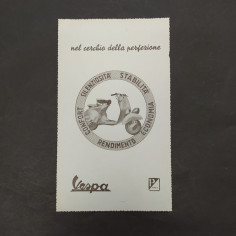 nel cerchio della perfezione
SILENZIOSITÀ STABILITÀ ECONOMIA RENDIMENTO COMFORT
Vespa